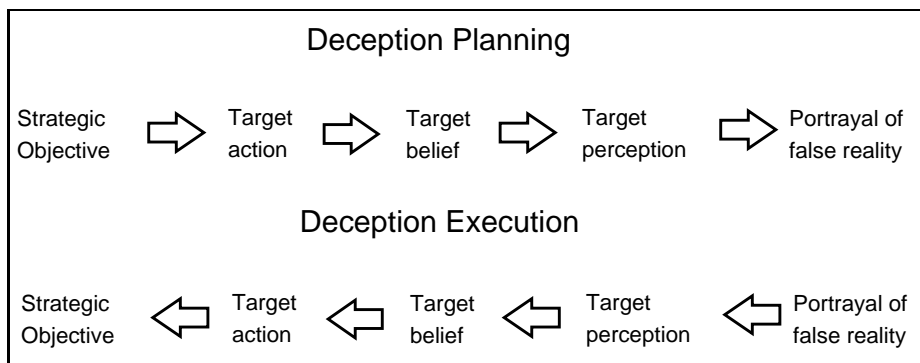 Deception Planning
Strategic
Objective
Target
action
Target
belief
Target
perception
Portrayal of
false reality
Deception Execution
Strategic
Objective
Target
action
Target
belief
Target
perception
Portrayal of
false reality